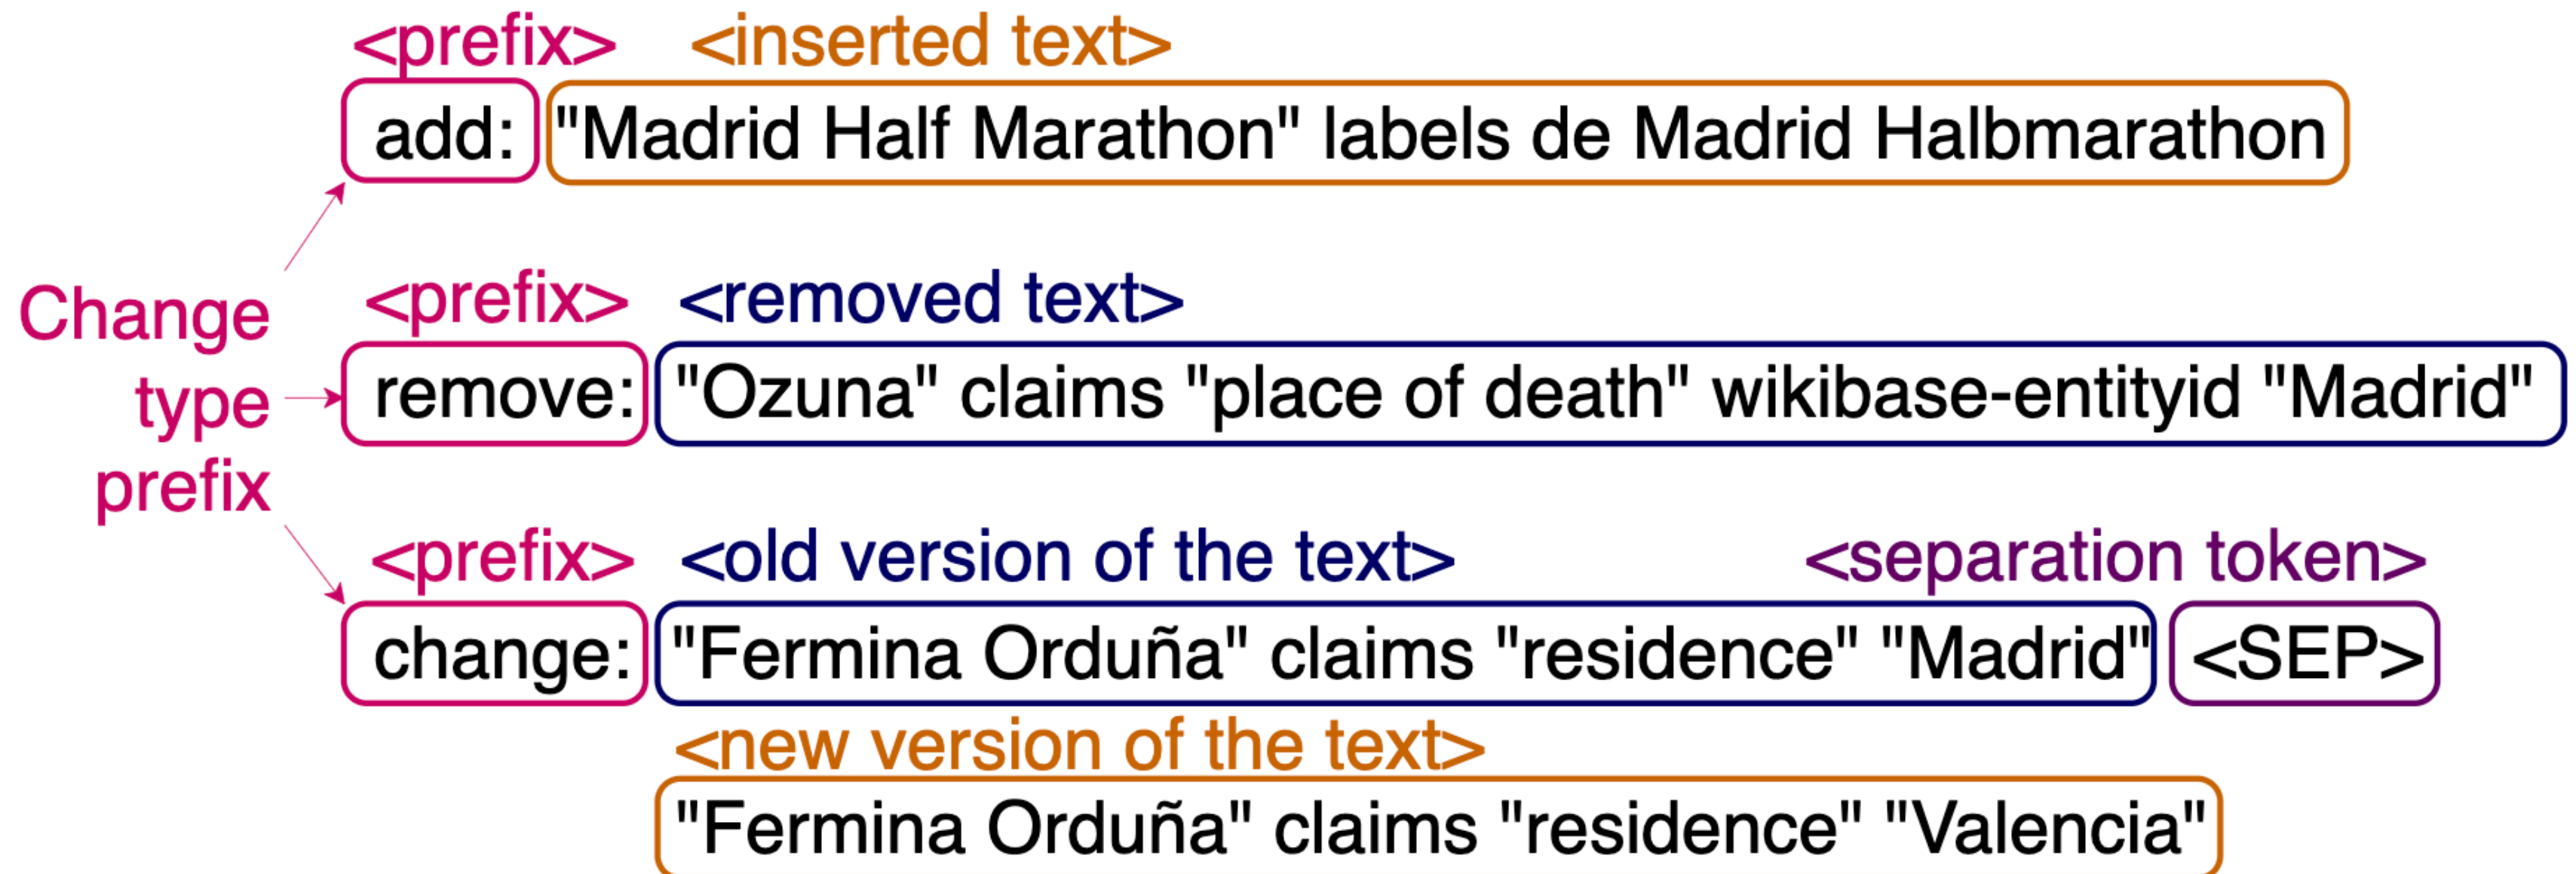 <prefix> <inserted text>
add: "Madrid Half Marathon" labels de Madrid Halbmarathon
Change
type
prefix
<prefix> <removed text>
remove: "Ozuna" claims "place of death" wikibase-entityid "Madrid"
<prefix> <old version of the text> <separation token>
change: "Fermina Orduña" claims "residence" "Madrid" <SEP>
<new version of the text>
"Fermina Orduña" claims "residence" "Valencia"